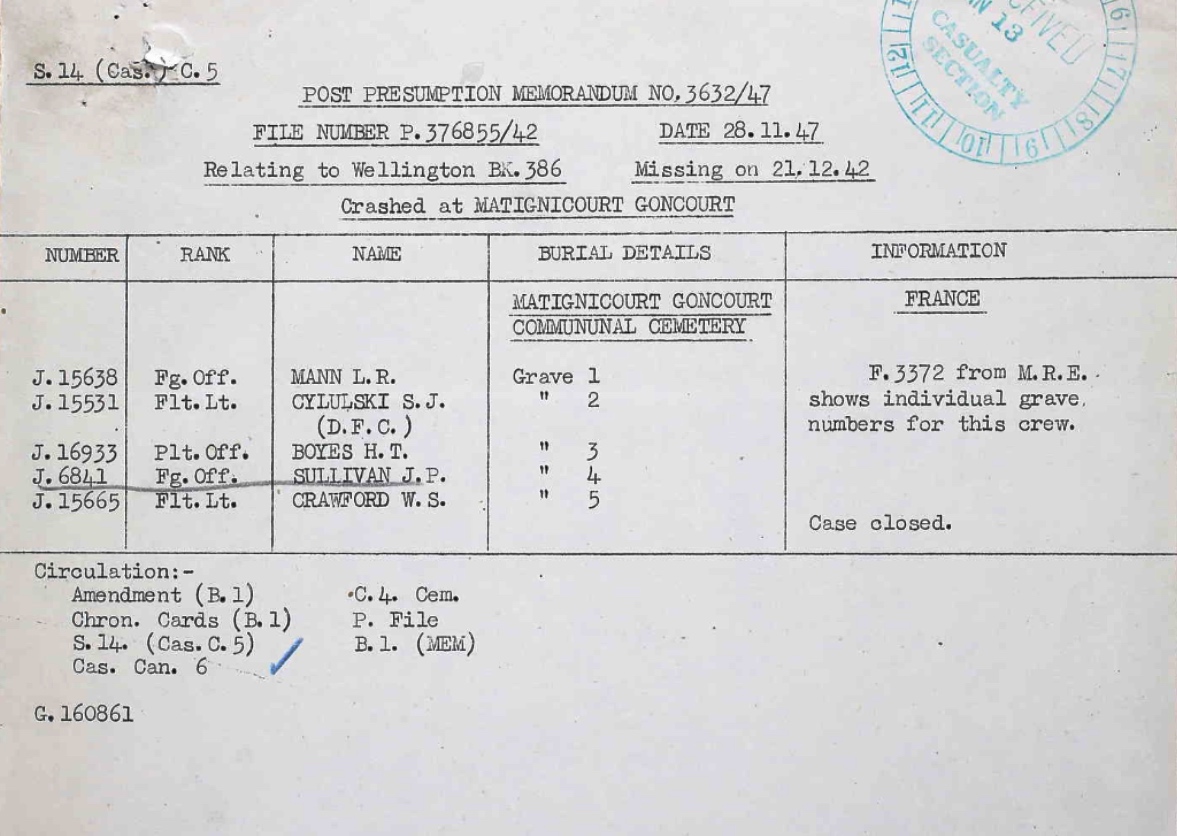 S.14 (Cas.) C.5
RECEIVED
JAN 13
CASUALTY
SECTION
POST PRESUMPTION MEMORANDUM NO. 3632/47
FILE NUMBER P.376855/42 DATE 28.11.47
Relating to Wellington BK.386 Missing on 21.12.42
Crashed at MATIGNICOURT GONCOURT
NUMBER RANK NAME BURIAL DETAILS INFORMATION
MATIGNICOURT GONCOURT FRANCE
COMMUNUNAL CEMETERY
J.15638 Fg.Off. MANN L.R. Grave 1 F.3372 from M.R.E.
J.15531 Flt.Lt. CYLULSKI S.J. " 2 shows individual grave
(D.F.C.) numbers for this crew.
J.16933 Plt.Off. BOYES H.T. " 3
J.6841 Fg.Off. SULLIVAN J.P. " 4
J.15665 Flt.Lt. CRAWFORD W.S. " 5
Case closed.
Circulation:-
Amendment (B.1) C.4. Cem.
Chron. Cards (B.1) P. File
S.14. (Cas.C.5) B.1. (MEM)
Cas. Can. 6
G.160861